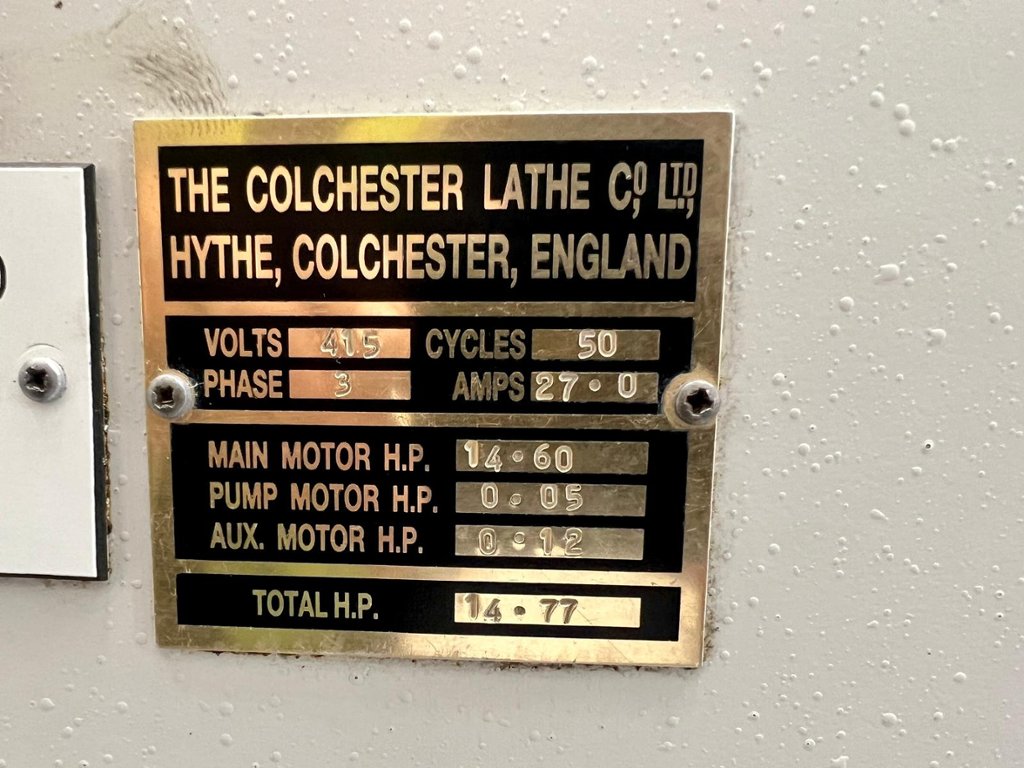 THE COLCHESTER LATHE CO, LTD,
HYTHE, COLCHESTER, ENGLAND
VOLTS 415 CYCLES 50
PHASE 3 AMPS 27·0
MAIN MOTOR H.P. 14·60
PUMP MOTOR H.P. 0·05
AUX. MOTOR H.P. 0·12
TOTAL H.P. 14·77